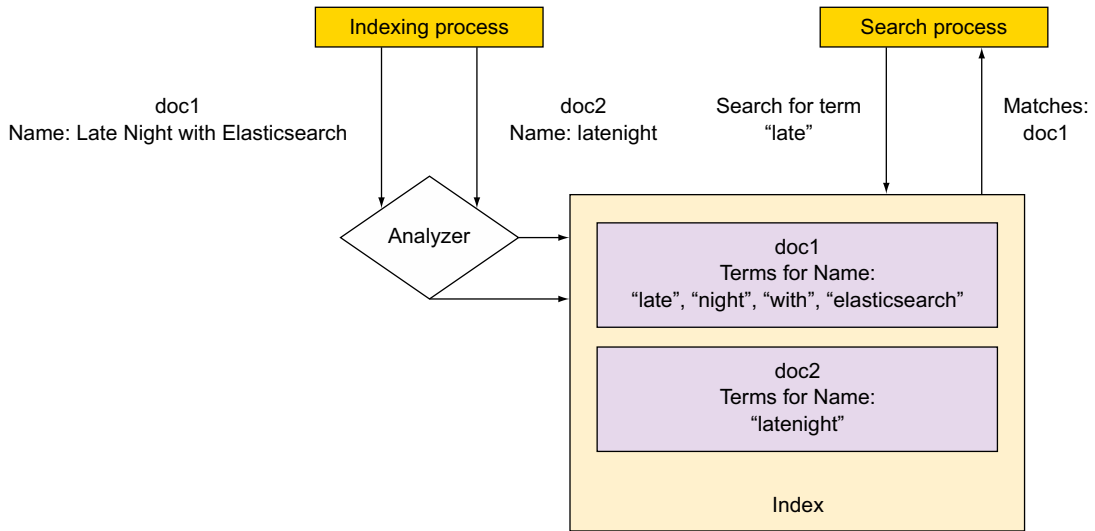 Indexing process
Search process
doc1
Name: Late Night with Elasticsearch
doc2
Name: latenight
Search for term
“late”
Matches:
doc1
Analyzer
doc1
Terms for Name:
“late”, “night”, “with”, “elasticsearch”
doc2
Terms for Name:
“latenight”
Index